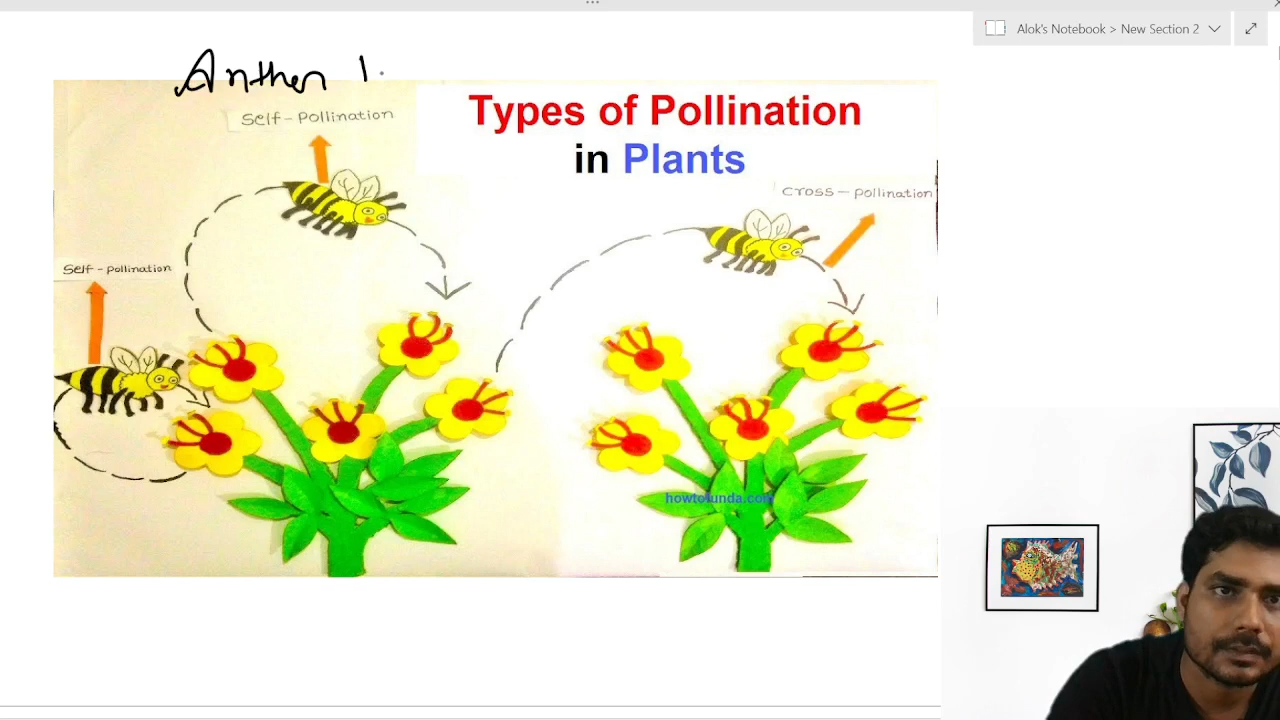 Alok's Notebook > New Section 2
Anther
Self-Pollination
Types of Pollination
in Plants
Cross-pollination
Self-pollination
howtofunda.com